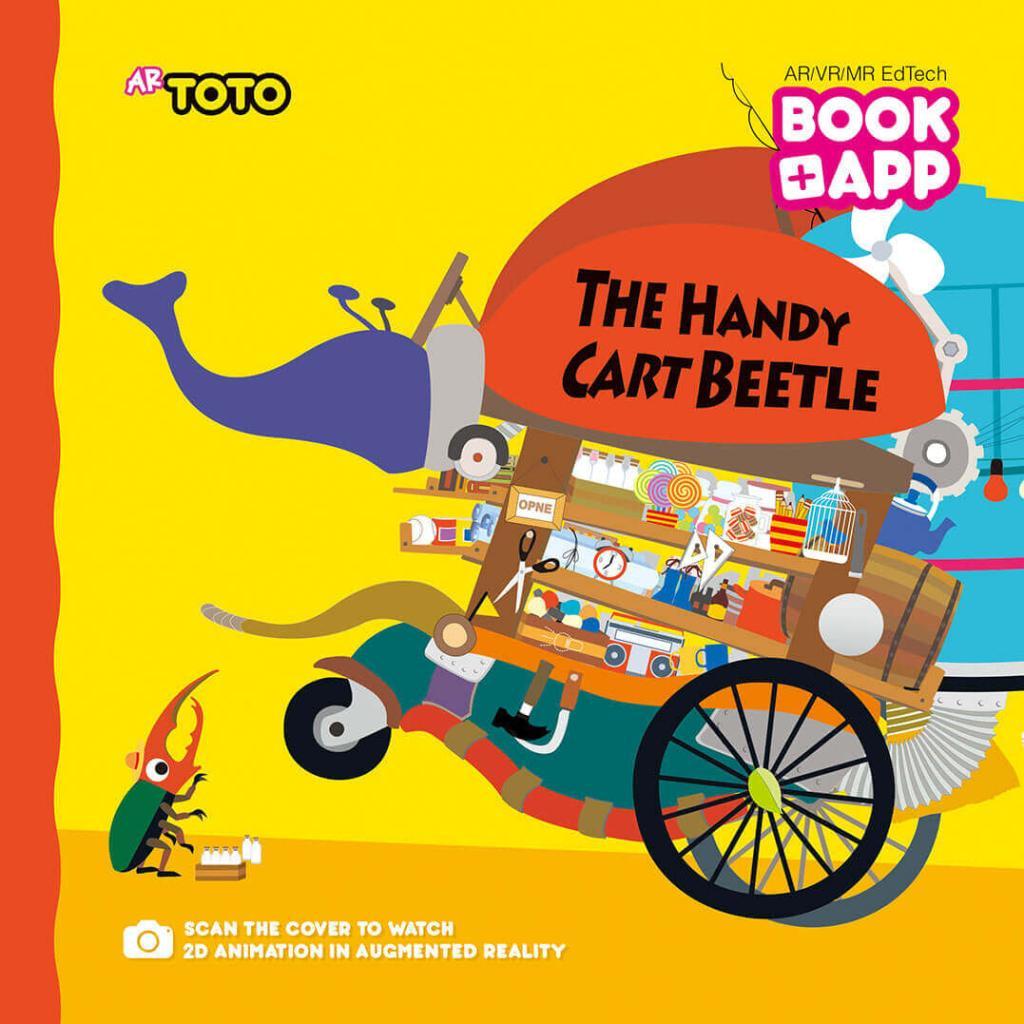 AR TOTO
AR/VR/MR EdTech
BOOK
+APP
THE HANDY
CART BEETLE
OPNE
SCAN THE COVER TO WATCH
2D ANIMATION IN AUGMENTED REALITY